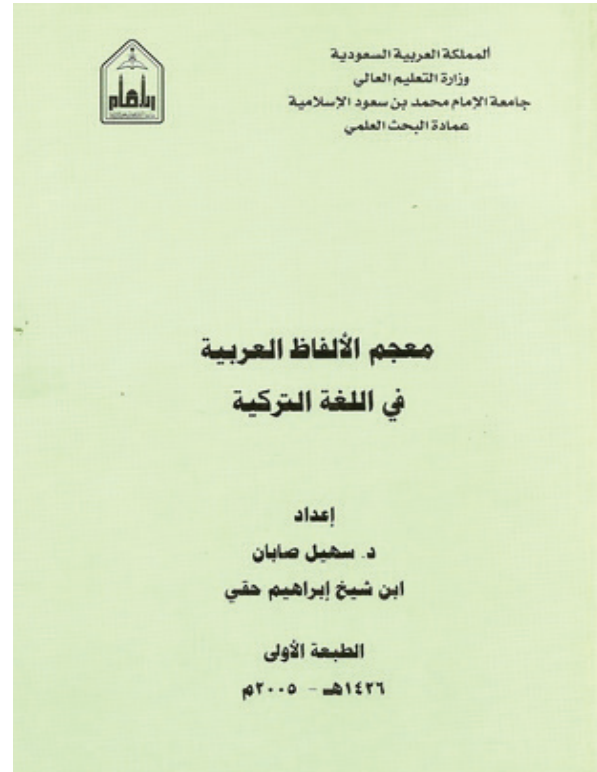 المملكة العربية السعودية
وزارة التعليم العالي
جامعة الإمام محمد بن سعود الإسلامية
عمادة البحث العلمي
معجم الألفاظ العربية
في اللغة التركية
إعداد
د. سهيل صابان
ابن شيخ إبراهيم حقي
الطبعة الأولى
١٤٢٦هـ - ٢٠٠٥م